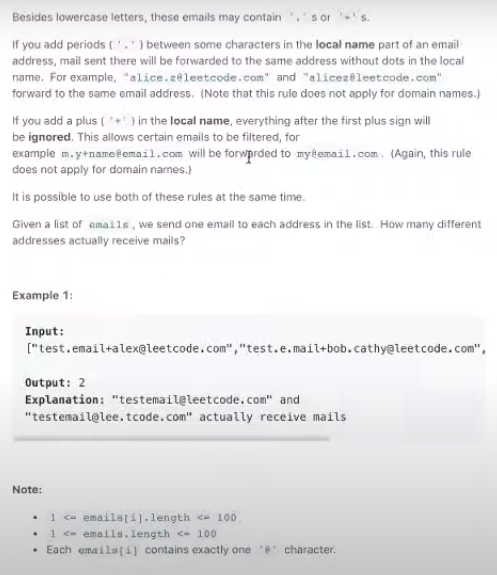 Besides lowercase letters, these emails may contain '.' s or '+' s.
If you add periods ( '.' ) between some characters in the local name part of an email
address, mail sent there will be forwarded to the same address without dots in the local
name. For example, "alice.z@leetcode.com" and "alicez@leetcode.com"
forward to the same email address. (Note that this rule does not apply for domain names.)
If you add a plus ( '+' ) in the local name, everything after the first plus sign will
be ignored. This allows certain emails to be filtered, for
example m.y+name@email.com will be forwarded to my@email.com. (Again, this rule
does not apply for domain names.)
It is possible to use both of these rules at the same time.
Given a list of emails, we send one email to each address in the list. How many different
addresses actually receive mails?
Example 1:
Input:
["test.email+alex@leetcode.com","test.e.mail+bob.cathy@leetcode.com",
Output: 2
Explanation: "testemail@leetcode.com" and
"testemail@lee.tcode.com" actually receive mails
Note:
• 1 <= emails[i].length <= 100
• 1 <= emails.length <= 100
• Each emails[i] contains exactly one '@' character.